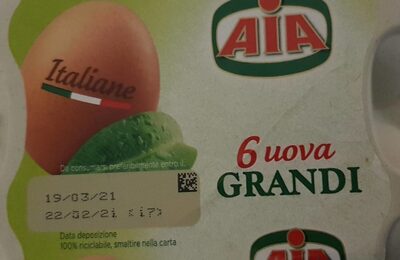 AIA
Italiane
6 uova
GRANDI
Da consumarsi preferibilmente entro il:
19/03/21
22/02/21 <i7>
Data deposizione
100% riciclabile, smaltire nella carta
AIA